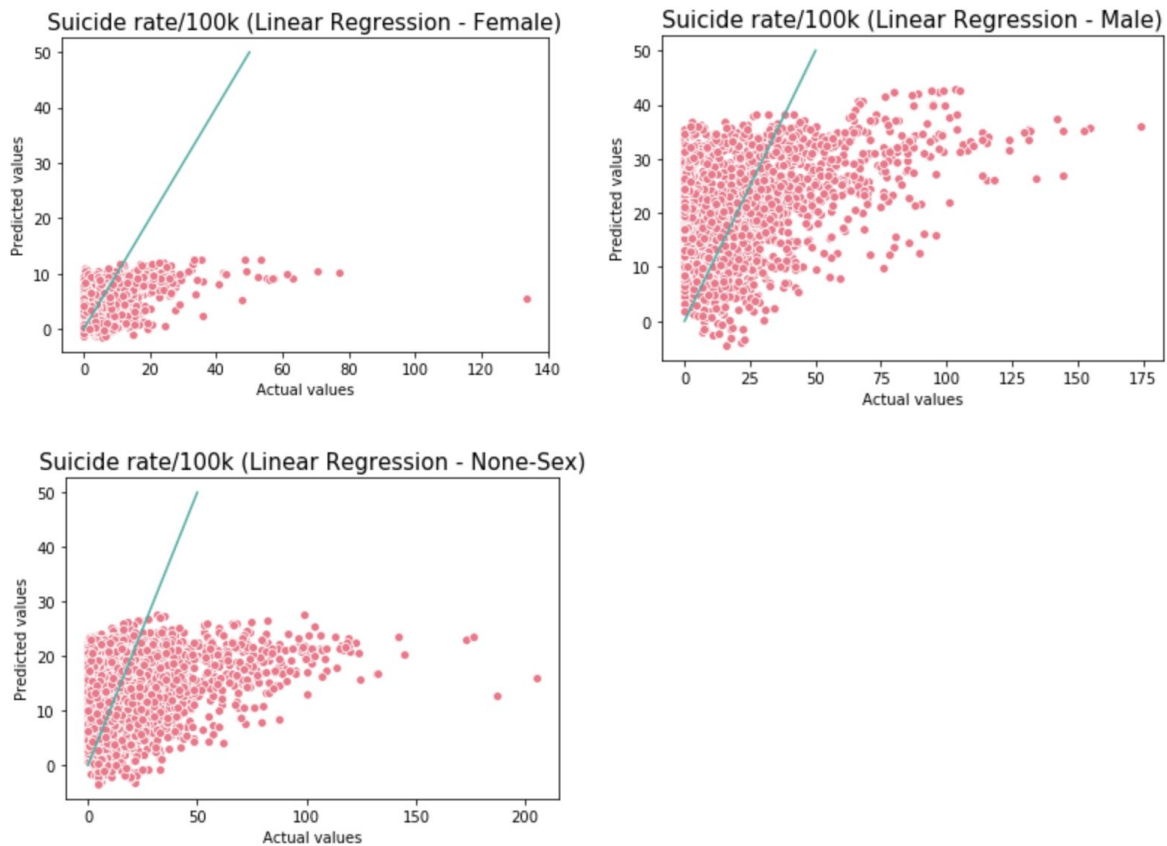 Suicide rate/100k (Linear Regression - Female)
50
40
30
20
10
0
Predicted values
0 20 40 60 80 100 120 140
Actual values
Suicide rate/100k (Linear Regression - Male)
50
40
30
20
10
0
Predicted values
0 25 50 75 100 125 150 175
Actual values
Suicide rate/100k (Linear Regression - None-Sex)
50
40
30
20
10
0
Predicted values
0 50 100 150 200
Actual values